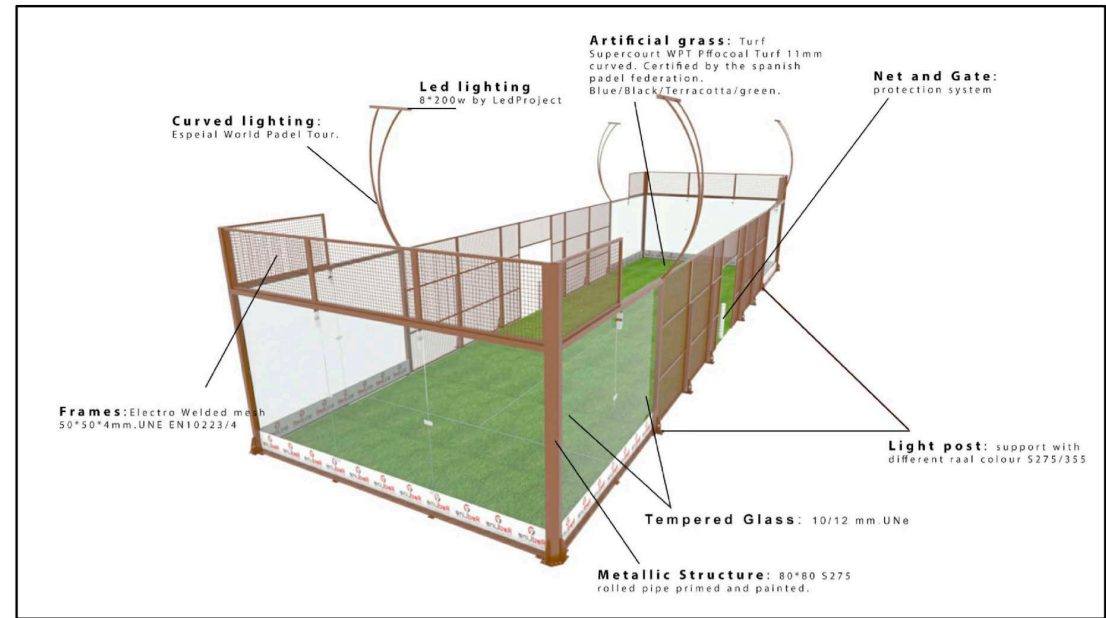 Artificial grass: Turf
Supercourt WPT Pffocoal Turf 11mm
curved. Certified by the spanish
padel federation.
Blue/Black/Terracotta/green.
Net and Gate:
protection system
Led lighting
8*200w by LedProject
Curved lighting:
Espeial World Padel Tour.
Frames:Electro Welded mesh
50*50*4mm.UNE EN10223/4
Light post: support with
different raal colour S275/355
Tempered Glass: 10/12 mm.UNe
Metallic Structure: 80*80 S275
rolled pipe primed and painted.